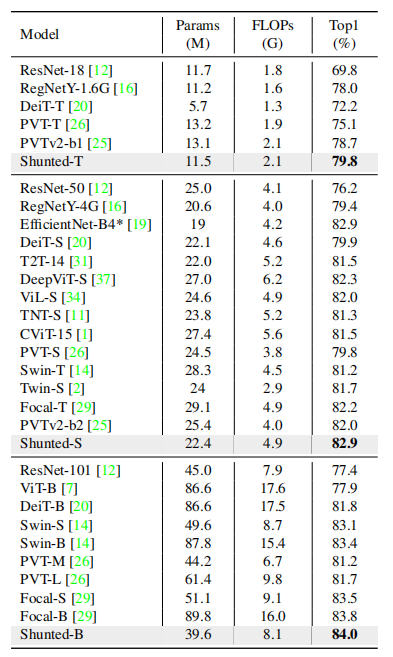 Model Params (M) FLOPs (G) Top1 (%)
ResNet-18 [12] 11.7 1.8 69.8
RegNetY-1.6G [16] 11.2 1.6 78.0
DeiT-T [20] 5.7 1.3 72.2
PVT-T [26] 13.2 1.9 75.1
PVTv2-b1 [25] 13.1 2.1 78.7
Shunted-T 11.5 2.1 79.8
ResNet-50 [12] 25.0 4.1 76.2
RegNetY-4G [16] 20.6 4.0 79.4
EfficientNet-B4* [19] 19 4.2 82.9
DeiT-S [20] 22.1 4.6 79.9
T2T-14 [31] 22.0 5.2 81.5
DeepViT-S [37] 27.0 6.2 82.3
ViL-S [34] 24.6 4.9 82.0
TNT-S [11] 23.8 5.2 81.3
CViT-15 [1] 27.4 5.6 81.5
PVT-S [26] 24.5 3.8 79.8
Swin-T [14] 28.3 4.5 81.2
Twin-S [2] 24 2.9 81.7
Focal-T [29] 29.1 4.9 82.2
PVTv2-b2 [25] 25.4 4.0 82.0
Shunted-S 22.4 4.9 82.9
ResNet-101 [12] 45.0 7.9 77.4
ViT-B [7] 86.6 17.6 77.9
DeiT-B [20] 86.6 17.5 81.8
Swin-S [14] 49.6 8.7 83.1
Swin-B [14] 87.8 15.4 83.4
PVT-M [26] 44.2 6.7 81.2
PVT-L [26] 61.4 9.8 81.7
Focal-S [29] 51.1 9.1 83.5
Focal-B [29] 89.8 16.0 83.8
Shunted-B 39.6 8.1 84.0